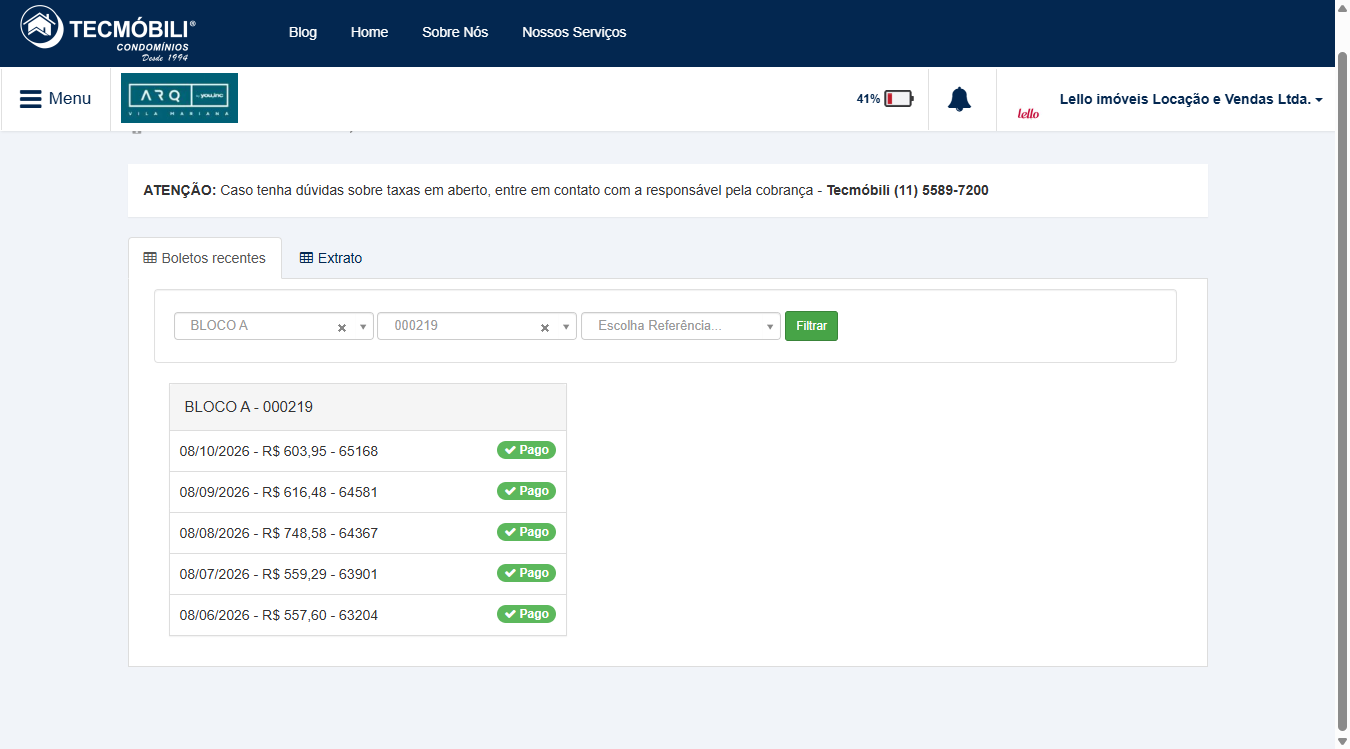 TECMÓBILI®
CONDOMÍNIOS
Desde 1994
Blog Home Sobre Nós Nossos Serviços
Menu
ARQ by you,inc
VILA MARIANA
41%
lello
Lello imóveis Locação e Vendas Ltda.
ATENÇÃO: Caso tenha dúvidas sobre taxas em aberto, entre em contato com a responsável pela cobrança - Tecmóbili (11) 5589-7200
Boletos recentes Extrato
BLOCO A × 000219 × Escolha Referência... Filtrar
BLOCO A - 000219
08/10/2026 - R$ 603,95 - 65168 Pago
08/09/2026 - R$ 616,48 - 64581 Pago
08/08/2026 - R$ 748,58 - 64367 Pago
08/07/2026 - R$ 559,29 - 63901 Pago
08/06/2026 - R$ 557,60 - 63204 Pago